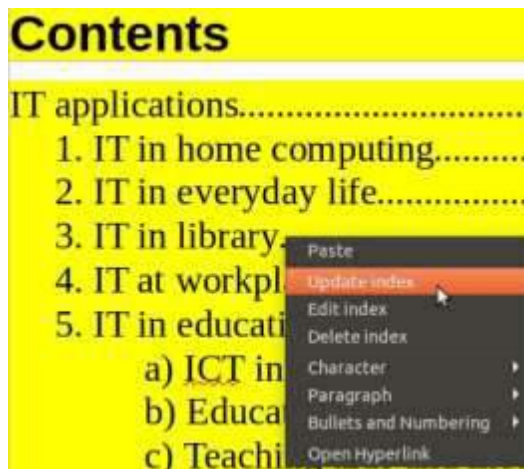 Contents
IT applications..............................
1. IT in home computing..........
2. IT in everyday life.................
3. IT in library.
4. IT at workpl
5. IT in educati
a) ICT in
b) Educa
c) Teachi
Paste
Update index
Edit index
Delete index
Character
Paragraph
Bullets and Numbering
Open Hyperlink